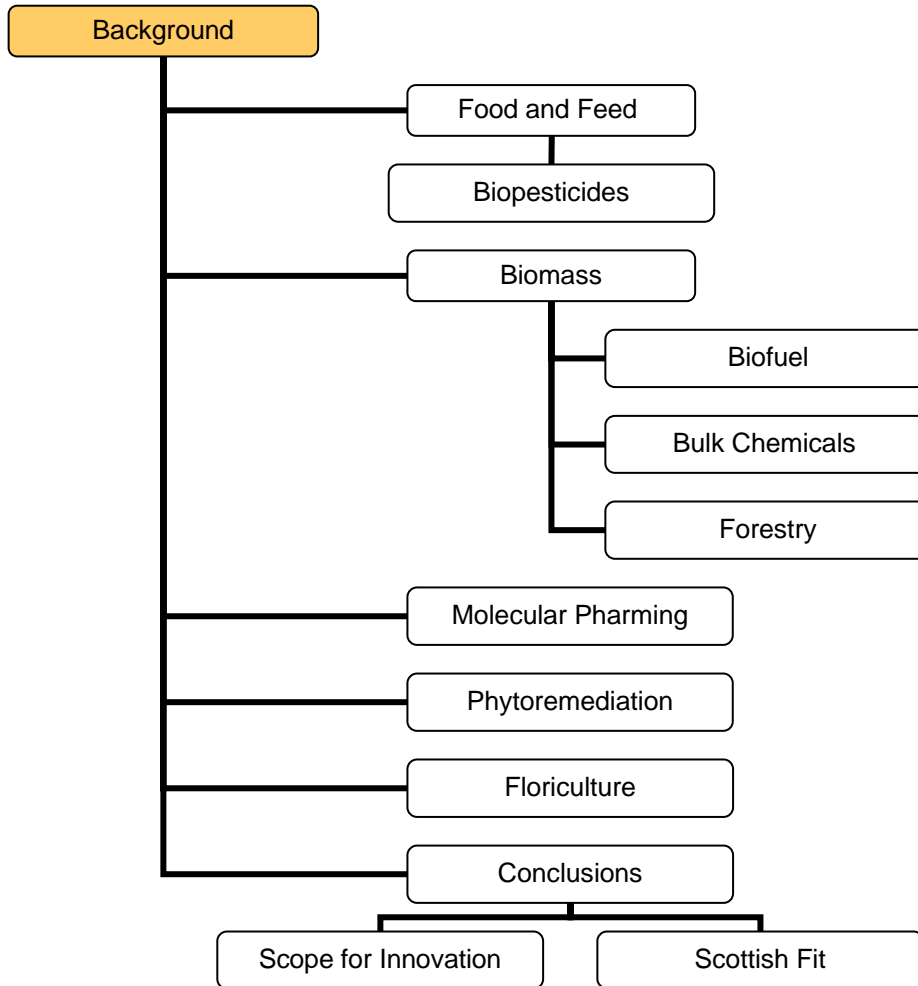 Background
Food and Feed
Biopesticides
Biomass
Biofuel
Bulk Chemicals
Forestry
Molecular Pharming
Phytoremediation
Floriculture
Conclusions
Scope for Innovation
Scottish Fit